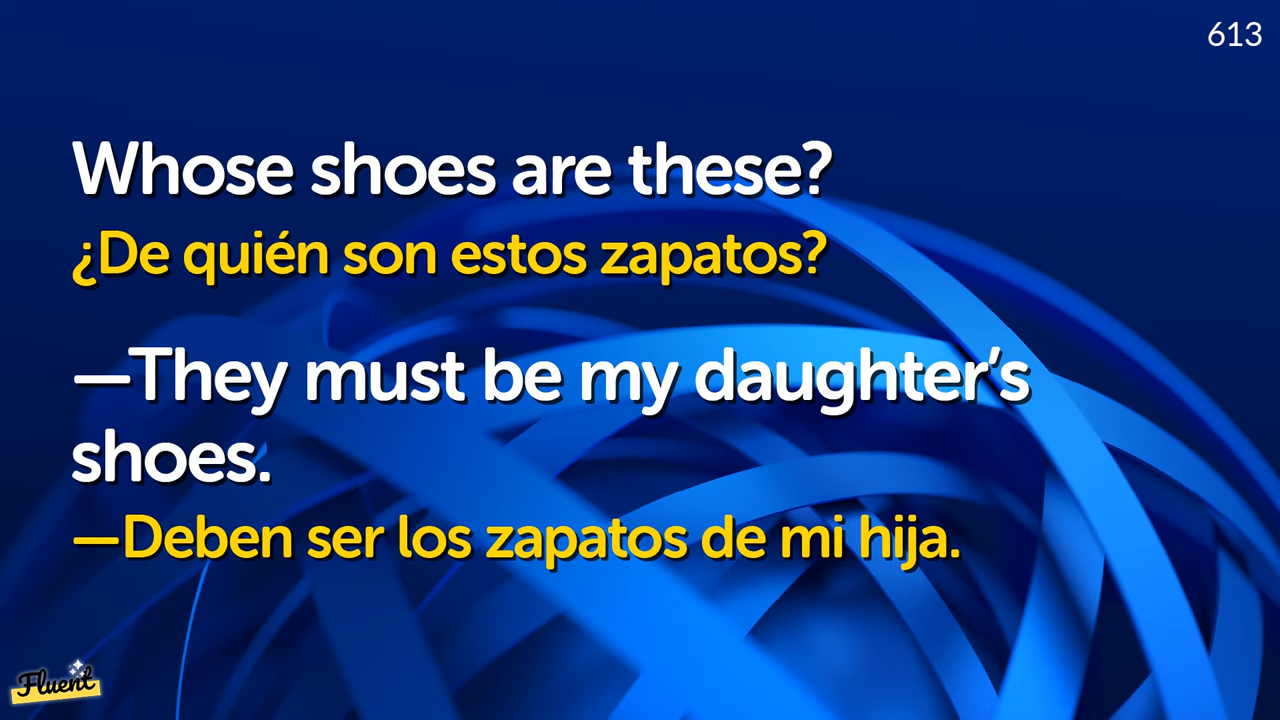 613
Whose shoes are these?
¿De quién son estos zapatos?
—They must be my daughter’s
shoes.
—Deben ser los zapatos de mi hija.
Fluent